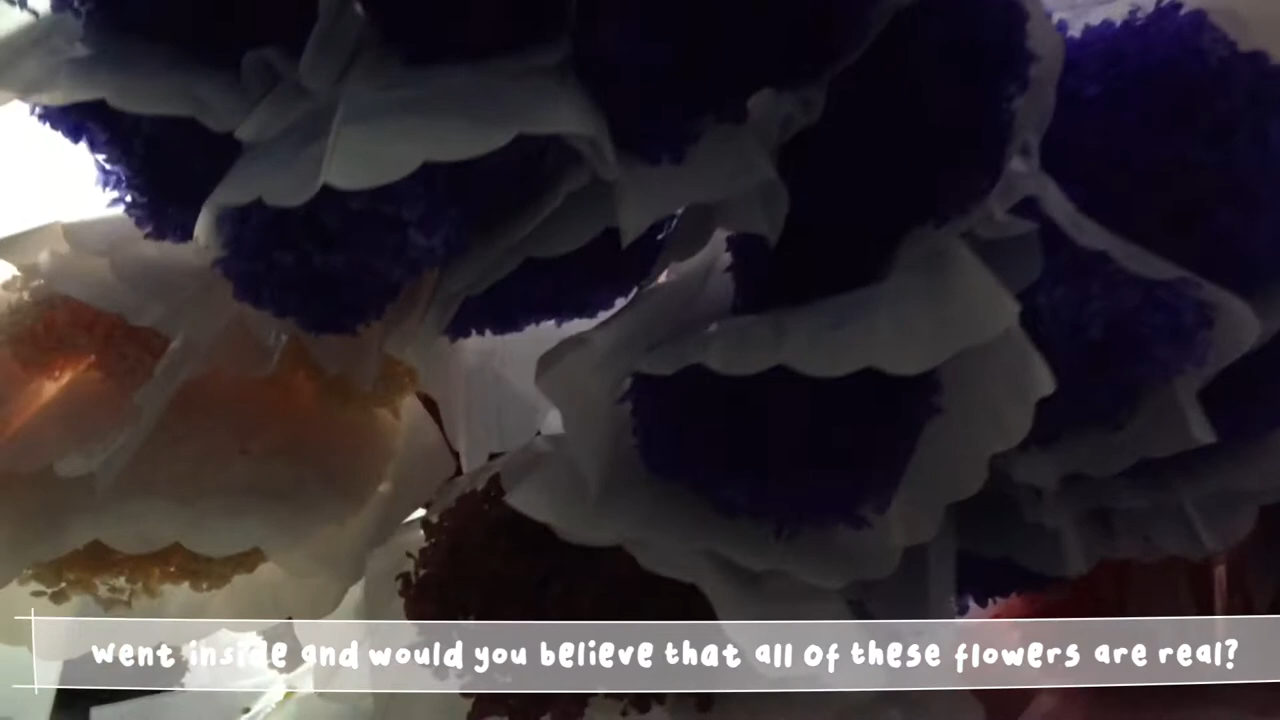 went inside and would you believe that all of these flowers are real?